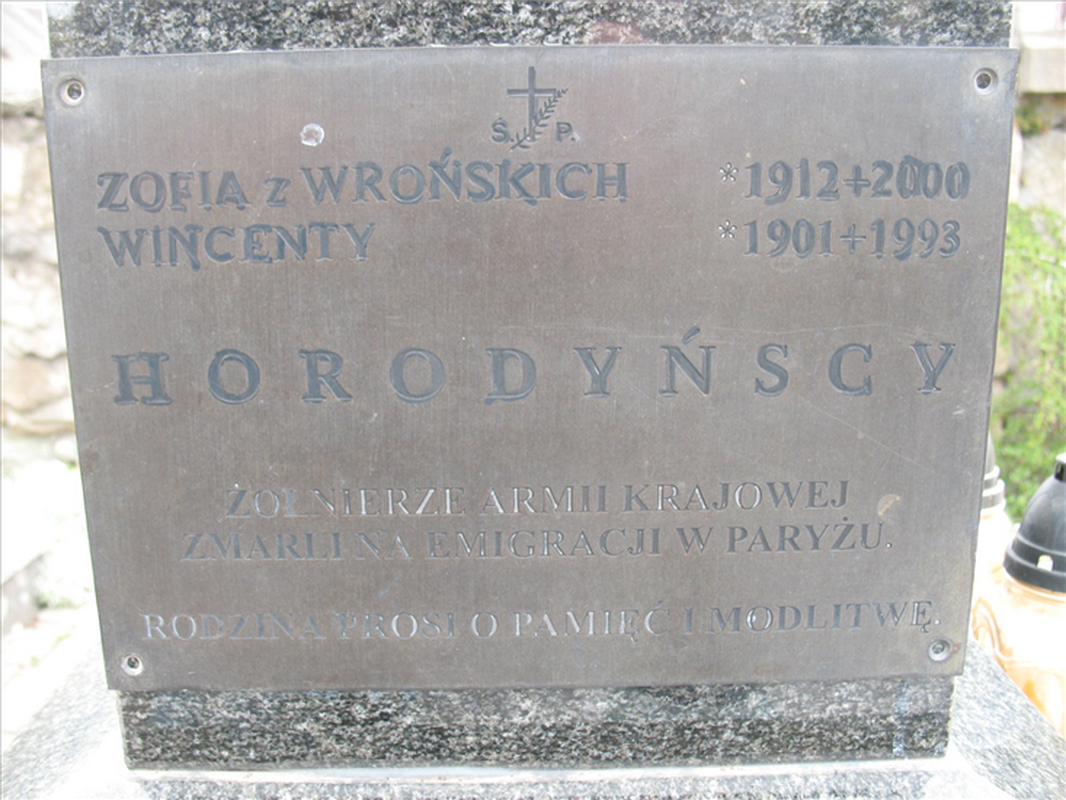 Ś. P.
ZOFIA z WROŃSKICH *1912+2000
WINCENTY *1901+1993
HORODYŃSCY
ŻOŁNIERZE ARMII KRAJOWEJ
ZMARLI NA EMIGRACJI W PARYŻU.
RODZINA PROSI O PAMIĘĆ I MODLITWĘ.